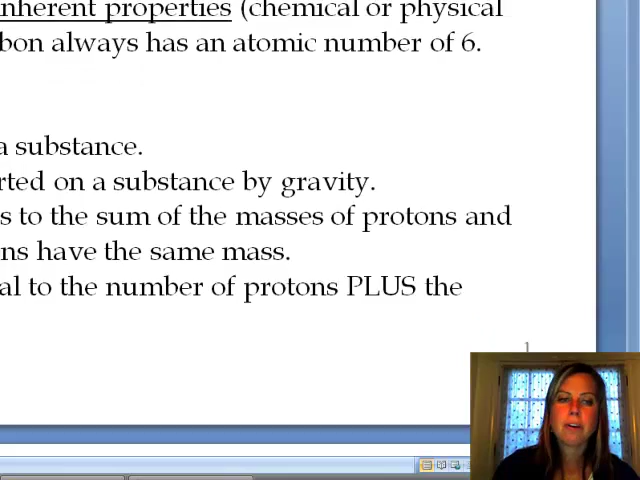 nherent properties (chemical or physical
bon always has an atomic number of 6.
a substance.
rted on a substance by gravity.
s to the sum of the masses of protons and
ns have the same mass.
al to the number of protons PLUS the
1